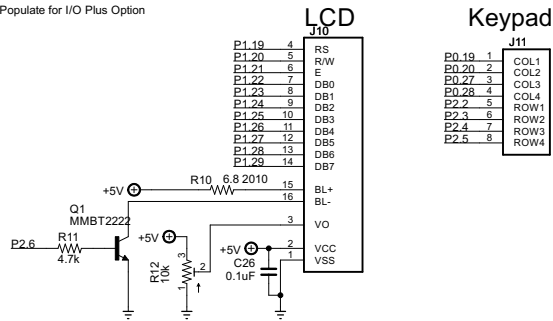 Populate for I/O Plus Option
LCD
J10
P1.19 4 RS
P1.20 5 R/W
P1.21 6 E
P1.22 7 DB0
P1.23 8 DB1
P1.24 9 DB2
P1.25 10 DB3
P1.26 11 DB4
P1.27 12 DB5
P1.28 13 DB6
P1.29 14 DB7
+5V R10 6.8 2010 15 BL+
16 BL-
Q1
MMBT2222
P2.6 R11
4.7k
+5V 3 VO
R12
10k
3
2
1
+5V 2 VCC
1 VSS
C26
0.1uF
Keypad
J11
P0.19 1 COL1
P0.20 2 COL2
P0.27 3 COL3
P0.28 4 COL4
P2.2 5 ROW1
P2.3 6 ROW2
P2.4 7 ROW3
P2.5 8 ROW4